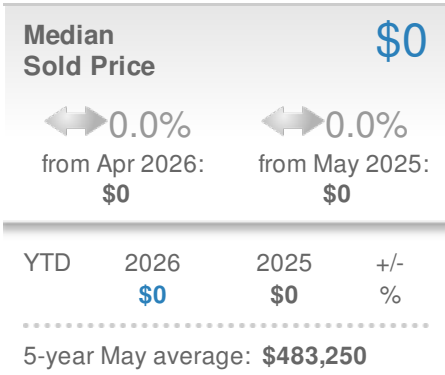 Median $0
Sold Price
0.0% 0.0%
from Apr 2026: from May 2025:
$0 $0
YTD 2026 2025 +/-
$0 $0 %
5-year May average: $483,250